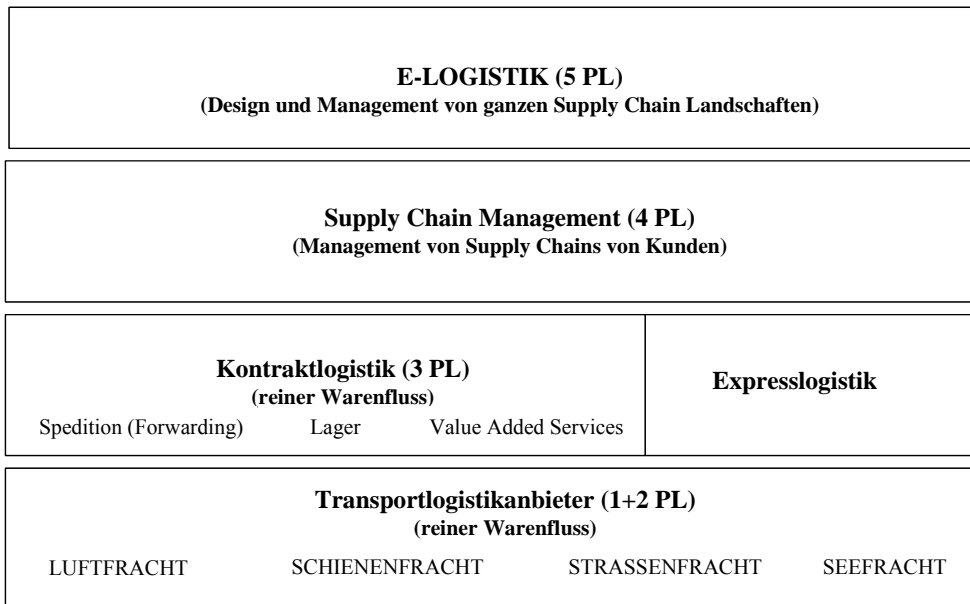 E-LOGISTIK (5 PL)
(Design und Management von ganzen Supply Chain Landschaften)
Supply Chain Management (4 PL)
(Management von Supply Chains von Kunden)
Kontraktlogistik (3 PL)
(reiner Warenfluss)
Spedition (Forwarding) Lager Value Added Services
Expresslogistik
Transportlogistikanbieter (1+2 PL)
(reiner Warenfluss)
LUFTFRACHT SCHIENENFRACHT STRASSENFRACHT SEEFRACHT